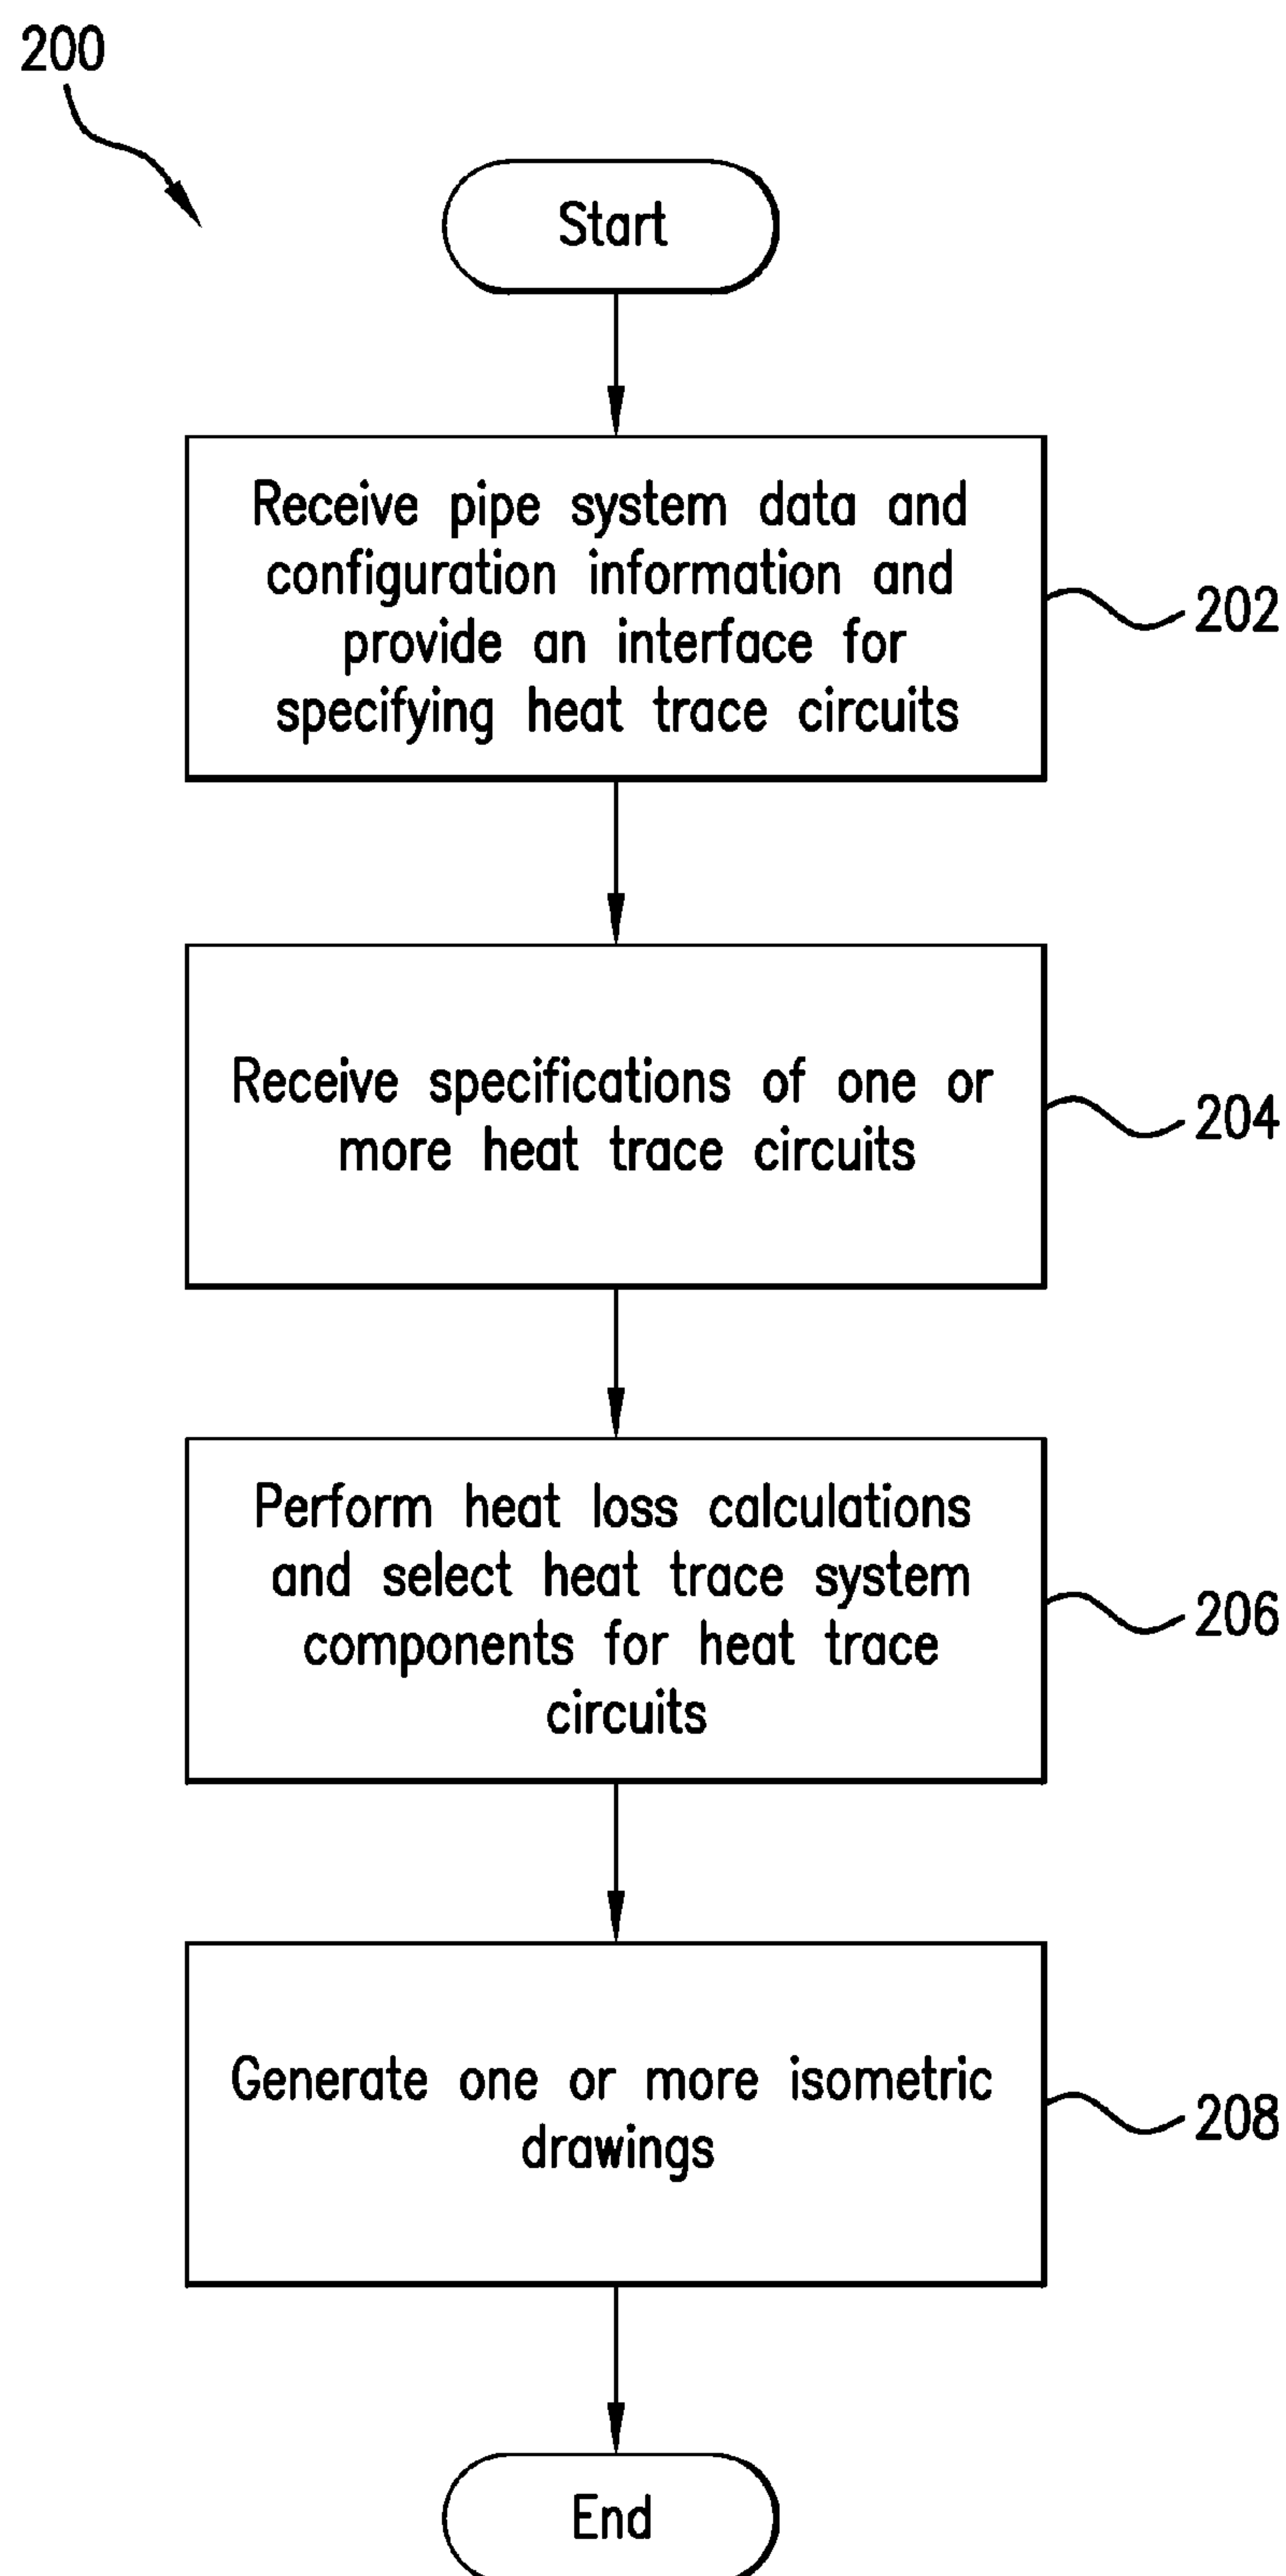 200
Start
Receive pipe system data and
configuration information and
provide an interface for
specifying heat trace circuits
202
Receive specifications of one or
more heat trace circuits
204
Perform heat loss calculations
and select heat trace system
components for heat trace
circuits
206
Generate one or more isometric
drawings
208
End